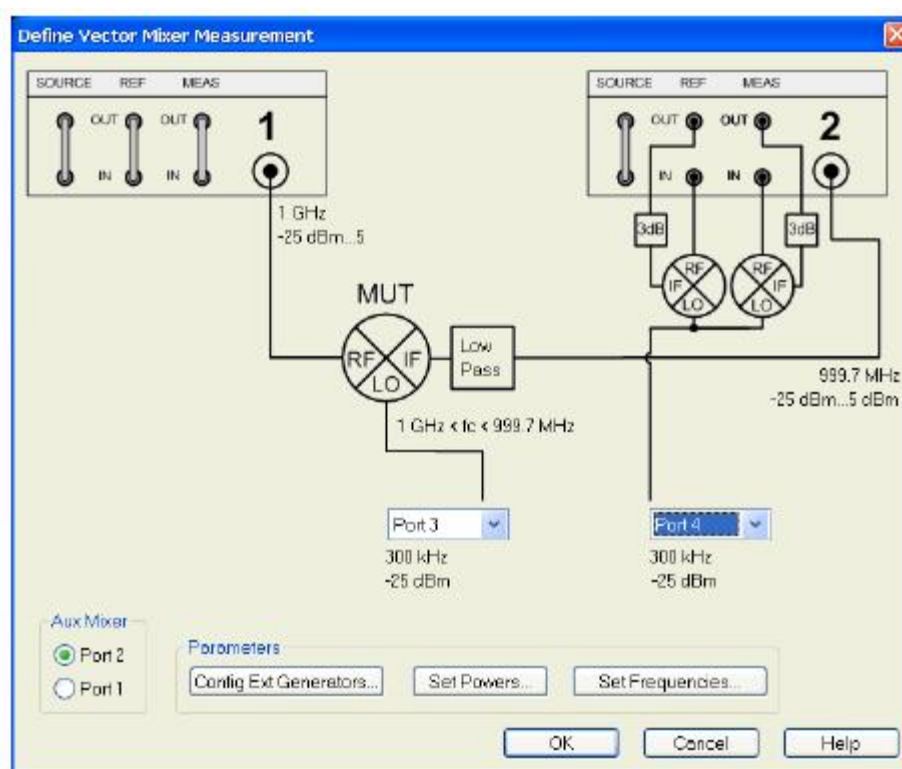 Define Vector Mixer Measurement
SOURCE REF MEAS
OUT OUT 1
IN IN
SOURCE REF MEAS
OUT OUT 2
IN IN
1 GHz
-25 dBm...5
3dB 3dB
RF IF LO
RF IF LO
MUT
RF IF LO
Low
Pass
999.7 MHz
-25 dBm...5 dBm
1 GHz < fc < 999.7 MHz
Port 3
300 kHz
-25 dBm
Port 4
300 kHz
-25 dBm
Aux Mixer
Port 2
Port 1
Parameters
Config Ext Generators...
Set Powers...
Set Frequencies...
OK
Cancel
Help